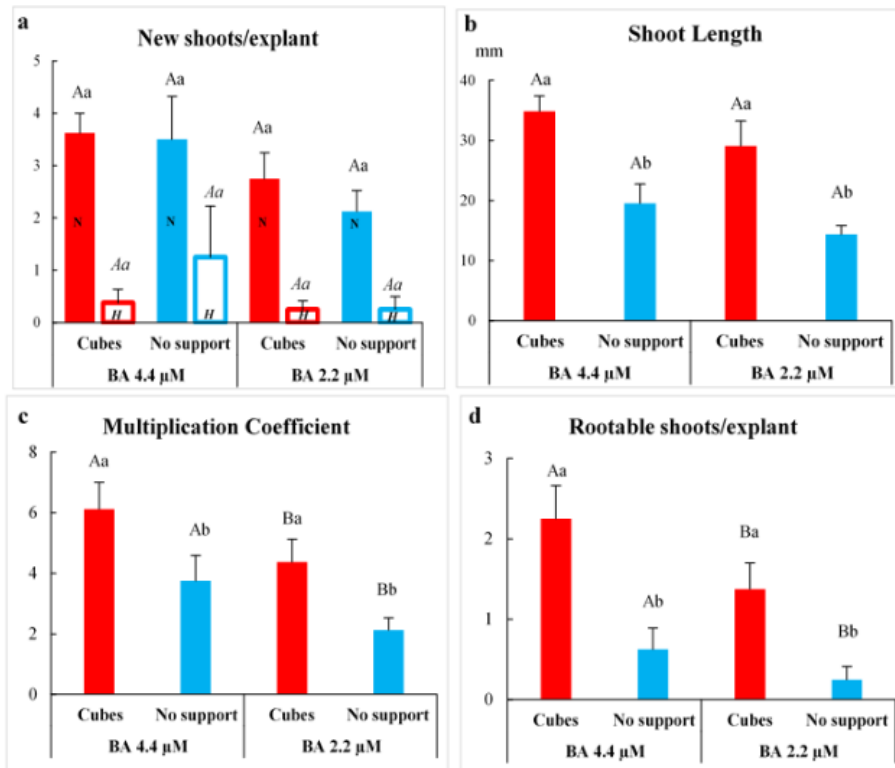 a
New shoots/explant
5
4
3
2
1
0
Aa
Aa
Aa
Aa
Aa
Aa
Aa
Aa
N
N
N
N
H
H
H
H
Cubes No support Cubes No support
BA 4.4 µM BA 2.2 µM
b
Shoot Length
mm
40
30
20
10
0
Aa
Ab
Aa
Ab
Cubes No support Cubes No support
BA 4.4 µM BA 2.2 µM
c
Multiplication Coefficient
8
6
4
2
0
Aa
Ab
Ba
Bb
Cubes No support Cubes No support
BA 4.4 µM BA 2.2 µM
d
Rootable shoots/explant
3
2
1
0
Aa
Ab
Ba
Bb
Cubes No support Cubes No support
BA 4.4 µM BA 2.2 µM